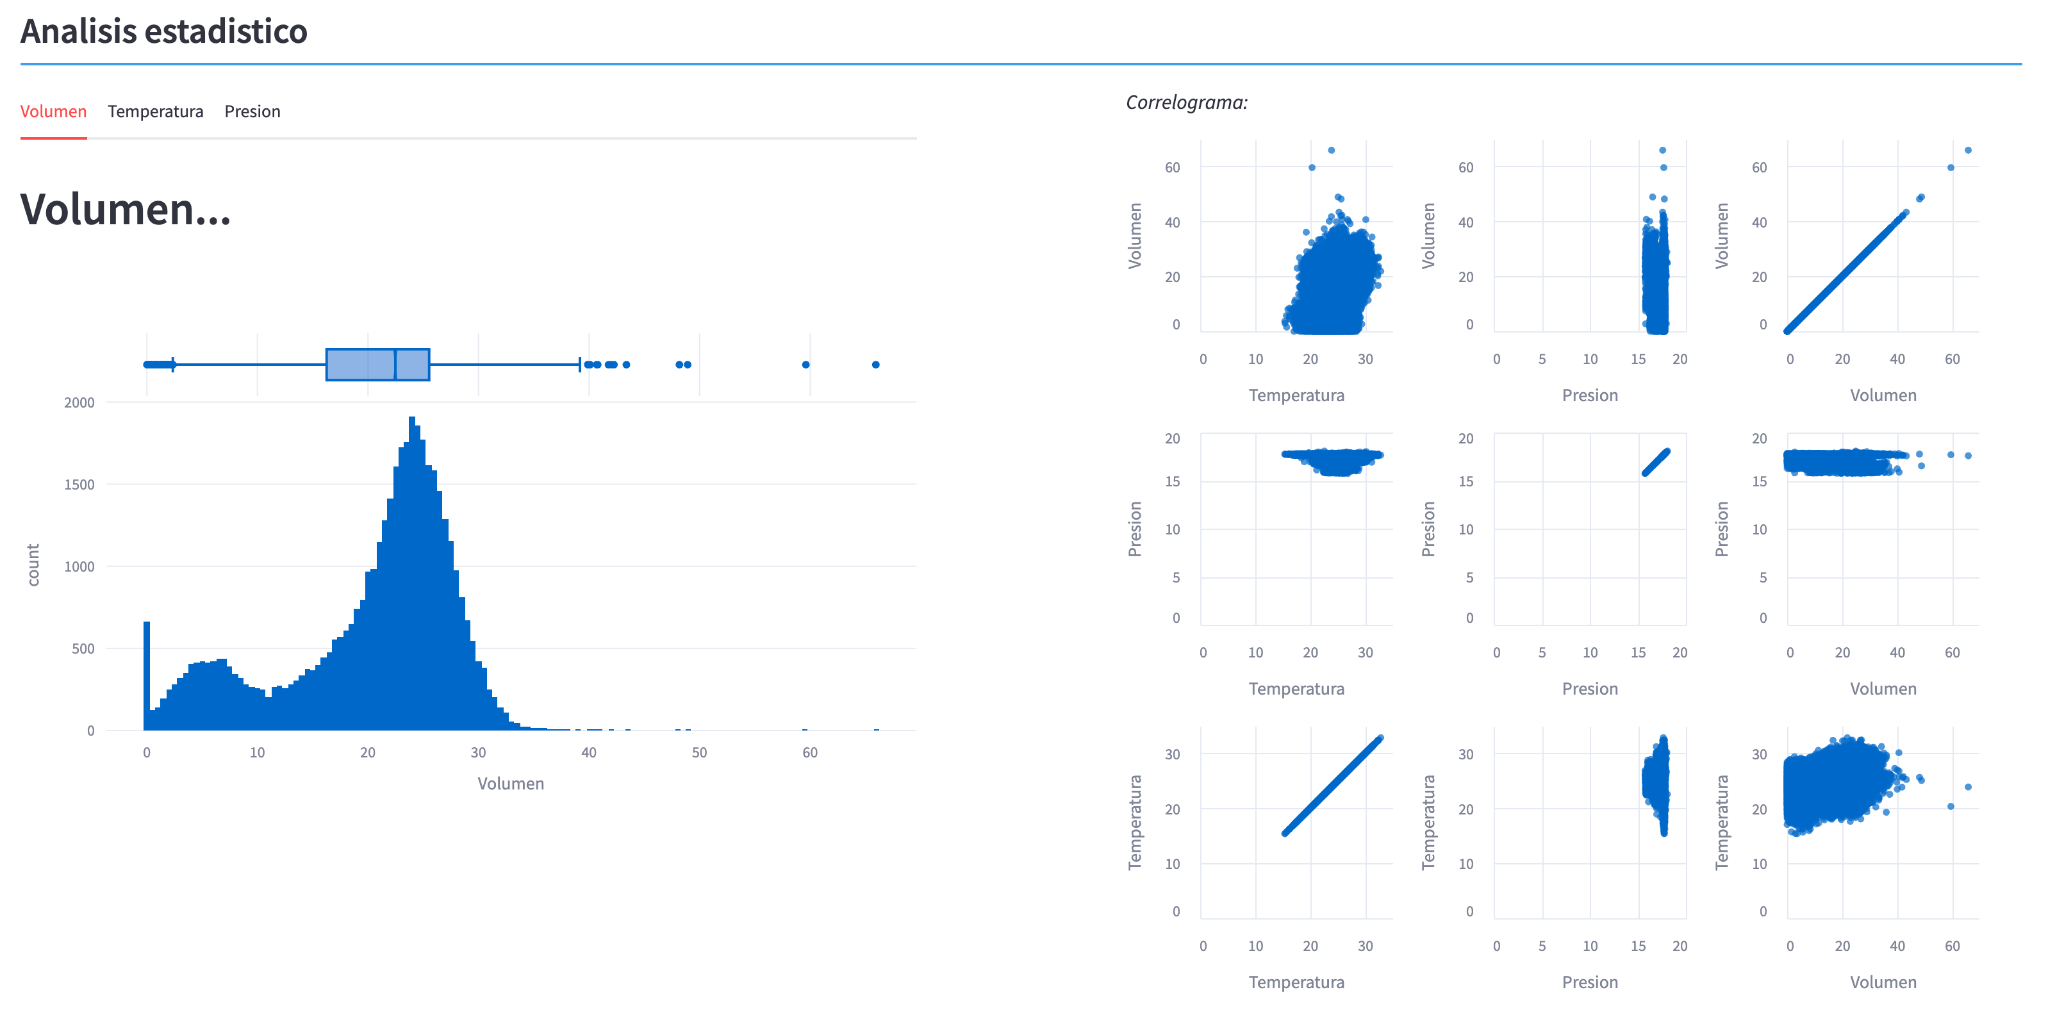 Analisis estadistico
Volumen Temperatura Presion
Volumen...
2000
1500
1000
500
0
count
0 10 20 30 40 50 60
Volumen
Correlograma:
60 40 20 0
Volumen
0 10 20 30
Temperatura
60 40 20 0
Volumen
0 5 10 15 20
Presion
60 40 20 0
Volumen
0 20 40 60
Volumen
20 15 10 5 0
Presion
0 10 20 30
Temperatura
20 15 10 5 0
Presion
0 5 10 15 20
Presion
20 15 10 5 0
Presion
0 20 40 60
Volumen
30 20 10 0
Temperatura
0 10 20 30
Temperatura
30 20 10 0
Temperatura
0 5 10 15 20
Presion
30 20 10 0
Temperatura
0 20 40 60
Volumen